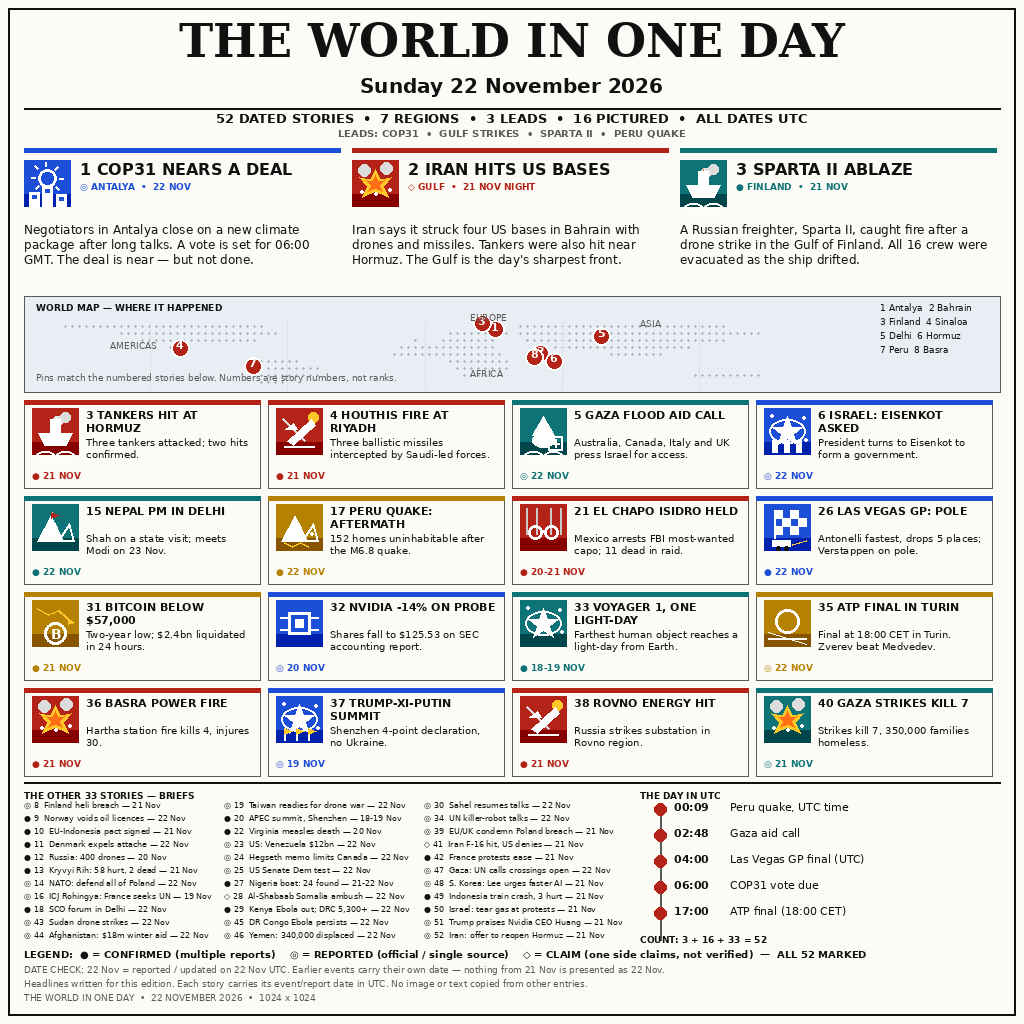 THE WORLD IN ONE DAY
Sunday 22 November 2026
52 DATED STORIES • 7 REGIONS • 3 LEADS • 16 PICTURED • ALL DATES UTC
LEADS: COP31 • GULF STRIKES • SPARTA II • PERU QUAKE
1 COP31 NEARS A DEAL
◎ ANTALYA • 22 NOV
Negotiators in Antalya close on a new climate
package after long talks. A vote is set for 06:00
GMT. The deal is near — but not done.
2 IRAN HITS US BASES
◇ GULF • 21 NOV NIGHT
Iran says it struck four US bases in Bahrain with
drones and missiles. Tankers were also hit near
Hormuz. The Gulf is the day's sharpest front.
3 SPARTA II ABLAZE
● FINLAND • 21 NOV
A Russian freighter, Sparta II, caught fire after a
drone strike in the Gulf of Finland. All 16 crew were
evacuated as the ship drifted.
WORLD MAP — WHERE IT HAPPENED
EUROPE
ASIA
AMERICAS
AFRICA
3
1
5
4
8
6
7
1 Antalya 2 Bahrain
3 Finland 4 Sinaloa
5 Delhi 6 Hormuz
7 Peru 8 Basra
Pins match the numbered stories below. Numbers are story numbers, not ranks.
3 TANKERS HIT AT
HORMUZ
Three tankers attacked; two hits
confirmed.
● 21 NOV
4 HOUTHIS FIRE AT
RIYADH
Three ballistic missiles
intercepted by Saudi-led forces.
● 21 NOV
5 GAZA FLOOD AID CALL
Australia, Canada, Italy and UK
press Israel for access.
◎ 22 NOV
6 ISRAEL: EISENKOT
ASKED
President turns to Eisenkot to
form a government.
◎ 22 NOV
15 NEPAL PM IN DELHI
Shah on a state visit; meets
Modi on 23 Nov.
● 22 NOV
17 PERU QUAKE:
AFTERMATH
152 homes uninhabitable after
the M6.8 quake.
◎ 22 NOV
21 EL CHAPO ISIDRO HELD
Mexico arrests FBI most-wanted
capo; 11 dead in raid.
● 20-21 NOV
26 LAS VEGAS GP: POLE
Antonelli fastest, drops 5 places;
Verstappen on pole.
● 22 NOV
31 BITCOIN BELOW
$57,000
B
Two-year low; $2.4bn liquidated
in 24 hours.
● 21 NOV
32 NVIDIA -14% ON PROBE
Shares fall to $125.53 on SEC
accounting report.
◎ 20 NOV
33 VOYAGER 1, ONE
LIGHT-DAY
Farthest human object reaches a
light-day from Earth.
● 18-19 NOV
35 ATP FINAL IN TURIN
Final at 18:00 CET in Turin.
Zverev beat Medvedev.
◎ 22 NOV
36 BASRA POWER FIRE
Hartha station fire kills 4, injures
30.
● 21 NOV
37 TRUMP-XI-PUTIN
SUMMIT
Shenzhen 4-point declaration,
no Ukraine.
◎ 19 NOV
38 ROVNO ENERGY HIT
Russia strikes substation in
Rovno region.
● 21 NOV
40 GAZA STRIKES KILL 7
Strikes kill 7, 350,000 families
homeless.
◎ 21 NOV
THE OTHER 33 STORIES — BRIEFS
◎ 8 Finland heli breach — 21 Nov
● 9 Norway voids oil licences — 22 Nov
● 10 EU-Indonesia pact signed — 21 Nov
● 11 Denmark expels attache — 22 Nov
● 12 Russia: 400 drones — 20 Nov
● 13 Kryvyi Rih: 58 hurt, 2 dead — 21 Nov
◎ 14 NATO: defend all of Poland — 22 Nov
◎ 16 ICJ Rohingya: France seeks UN — 19 Nov
● 18 SCO forum in Delhi — 22 Nov
◎ 43 Sudan drone strikes — 22 Nov
◎ 44 Afghanistan: $18m winter aid — 22 Nov
◎ 19 Taiwan readies for drone war — 22 Nov
● 20 APEC summit, Shenzhen — 18-19 Nov
● 22 Virginia measles death — 20 Nov
◎ 23 US: Venezuela $12bn — 22 Nov
◎ 24 Hegseth memo limits Canada — 22 Nov
◎ 25 US Senate Dem test — 22 Nov
● 27 Nigeria boat: 24 found — 21-22 Nov
◇ 28 Al-Shabaab Somalia ambush — 22 Nov
● 29 Kenya Ebola out; DRC 5,300+ — 22 Nov
◎ 45 DR Congo Ebola persists — 22 Nov
◎ 46 Yemen: 340,000 displaced — 22 Nov
◎ 30 Sahel resumes talks — 22 Nov
◎ 34 UN killer-robot talks — 22 Nov
◎ 39 EU/UK condemn Poland breach — 21 Nov
◇ 41 Iran F-16 hit, US denies — 21 Nov
● 42 France protests ease — 21 Nov
◎ 47 Gaza: UN calls crossings open — 22 Nov
◎ 48 S. Korea: Lee urges faster AI — 21 Nov
● 49 Indonesia train crash, 3 hurt — 21 Nov
● 50 Israel: tear gas at protests — 21 Nov
◎ 51 Trump praises Nvidia CEO Huang — 21 Nov
◎ 52 Iran: offer to reopen Hormuz — 21 Nov
THE DAY IN UTC
00:09 Peru quake, UTC time
02:48 Gaza aid call
04:00 Las Vegas GP final (UTC)
06:00 COP31 vote due
17:00 ATP final (18:00 CET)
COUNT: 3 + 16 + 33 = 52
LEGEND: ● = CONFIRMED (multiple reports) ◎ = REPORTED (official / single source) ◇ = CLAIM (one side claims, not verified) — ALL 52 MARKED
DATE CHECK: 22 Nov = reported / updated on 22 Nov UTC. Earlier events carry their own date — nothing from 21 Nov is presented as 22 Nov.
Headlines written for this edition. Each story carries its event/report date in UTC. No image or text copied from other entries.
THE WORLD IN ONE DAY • 22 NOVEMBER 2026 • 1024 x 1024